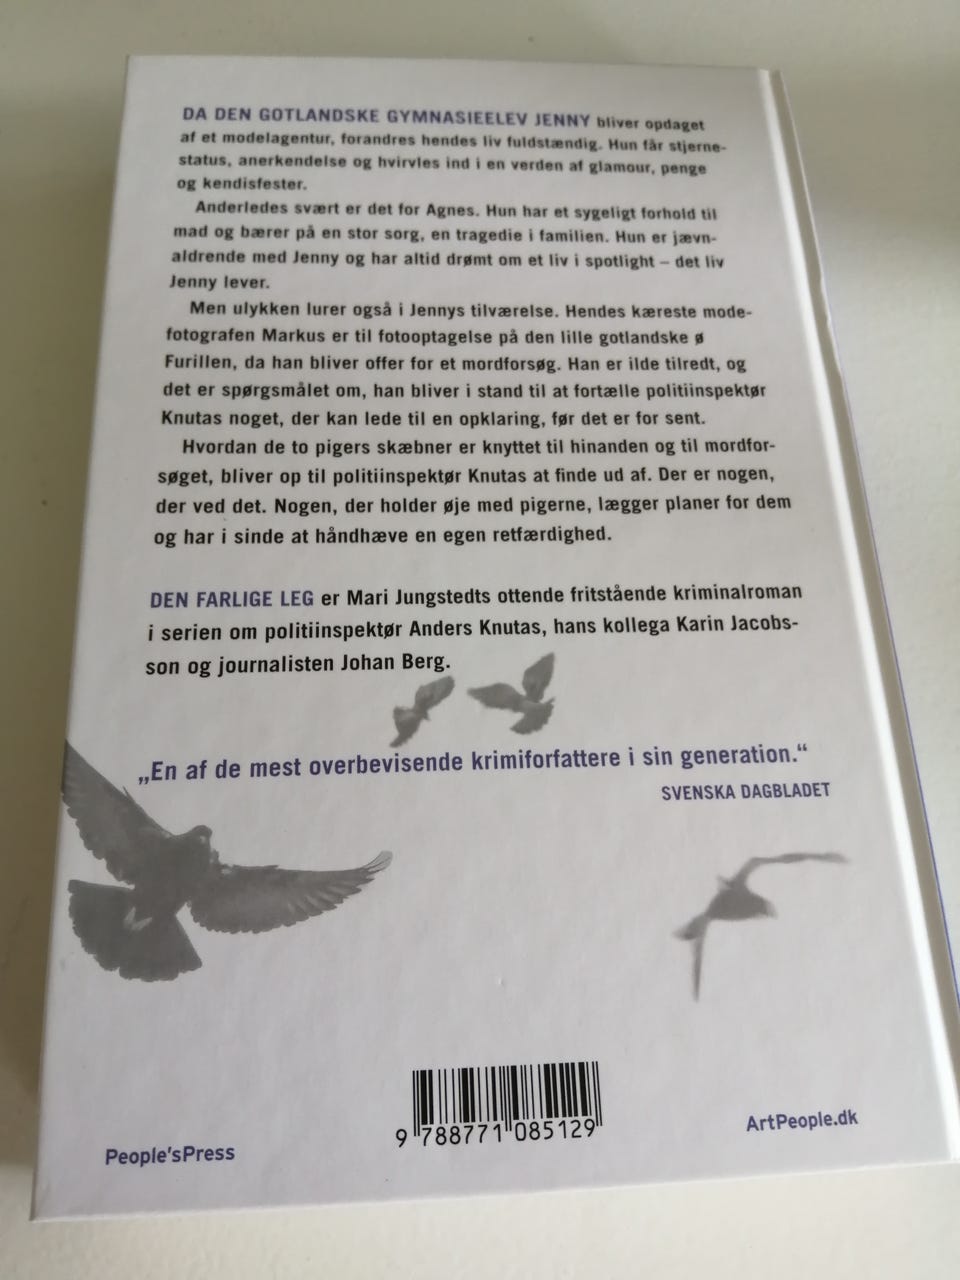 DA DEN GOTLANDSKE GYMNASIEELEV JENNY bliver opdaget
af et modelagentur, forandres hendes liv fuldstændig. Hun får stjerne-
status, anerkendelse og hvirvles ind i en verden af glamour, penge
og kendisfester.
Anderledes svært er det for Agnes. Hun har et sygeligt forhold til
mad og bærer på en stor sorg, en tragedie i familien. Hun er jævn-
aldrende med Jenny og har altid drømt om et liv i spotlight – det liv
Jenny lever.
Men ulykken lurer også i Jennys tilværelse. Hendes kæreste mode-
fotografen Markus er til fotooptagelse på den lille gotlandske ø
Furillen, da han bliver offer for et mordforsøg. Han er ilde tilredt, og
det er spørgsmålet om, han bliver i stand til at fortælle politiinspektør
Knutas noget, der kan lede til en opklaring, før det er for sent.
Hvordan de to pigers skæbner er knyttet til hinanden og til mordfor-
søget, bliver op til politiinspektør Knutas at finde ud af. Der er nogen,
der ved det. Nogen, der holder øje med pigerne, lægger planer for dem
og har i sinde at håndhæve en egen retfærdighed.
DEN FARLIGE LEG er Mari Jungstedts ottende fritstående kriminalroman
i serien om politiinspektør Anders Knutas, hans kollega Karin Jacobs-
son og journalisten Johan Berg.
„En af de mest overbevisende krimiforfattere i sin generation.“
SVENSKA DAGBLADET
9 788771 085129
People'sPress
ArtPeople.dk